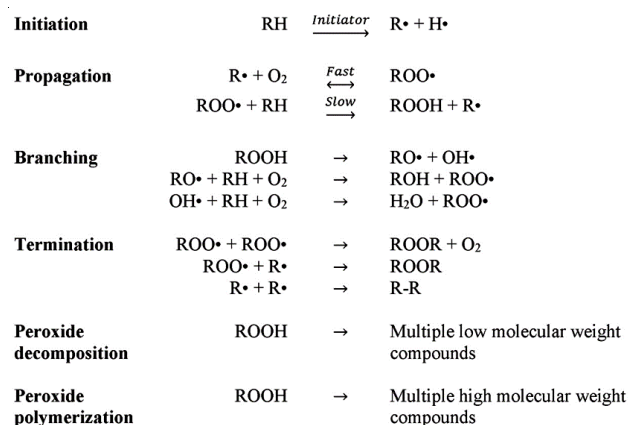 Initiation RH Initiator ⟶ R• + H•
Propagation R• + O₂ Fast ⟷ ROO•
ROO• + RH Slow ⟶ ROOH + R•
Branching ROOH → RO• + OH•
RO• + RH + O₂ → ROH + ROO•
OH• + RH + O₂ → H₂O + ROO•
Termination ROO• + ROO• → ROOR + O₂
ROO• + R• → ROOR
R• + R• → R-R
Peroxide ROOH → Multiple low molecular weight
decomposition compounds
Peroxide ROOH → Multiple high molecular weight
polymerization compounds